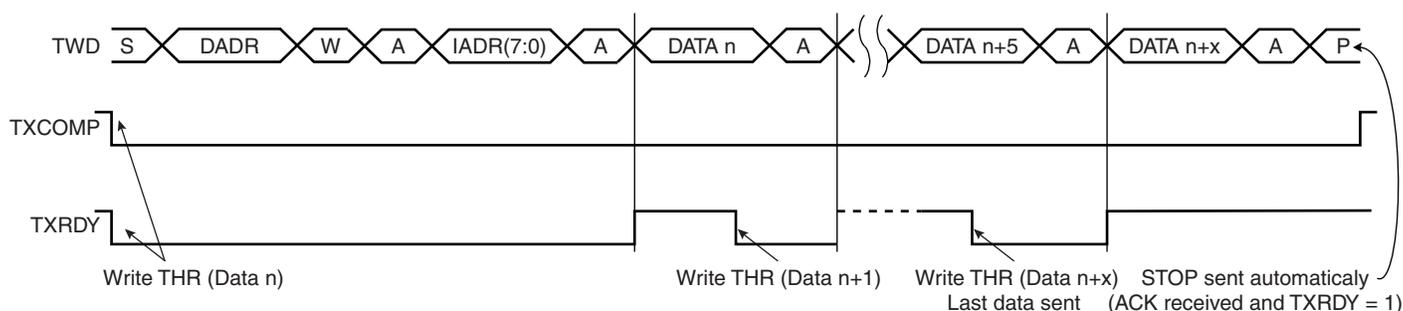 TWD S DADR W A IADR(7:0) A DATA n A DATA n+5 A DATA n+x A P
TXCOMP
TXRDY
Write THR (Data n) Write THR (Data n+1) Write THR (Data n+x) STOP sent automaticaly
Last data sent (ACK received and TXRDY = 1)